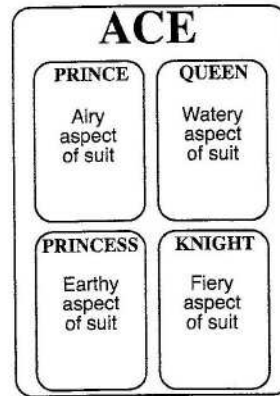 ACE
PRINCE
Airy
aspect
of suit
QUEEN
Watery
aspect
of suit
PRINCESS
Earthy
aspect
of suit
KNIGHT
Fiery
aspect
of suit